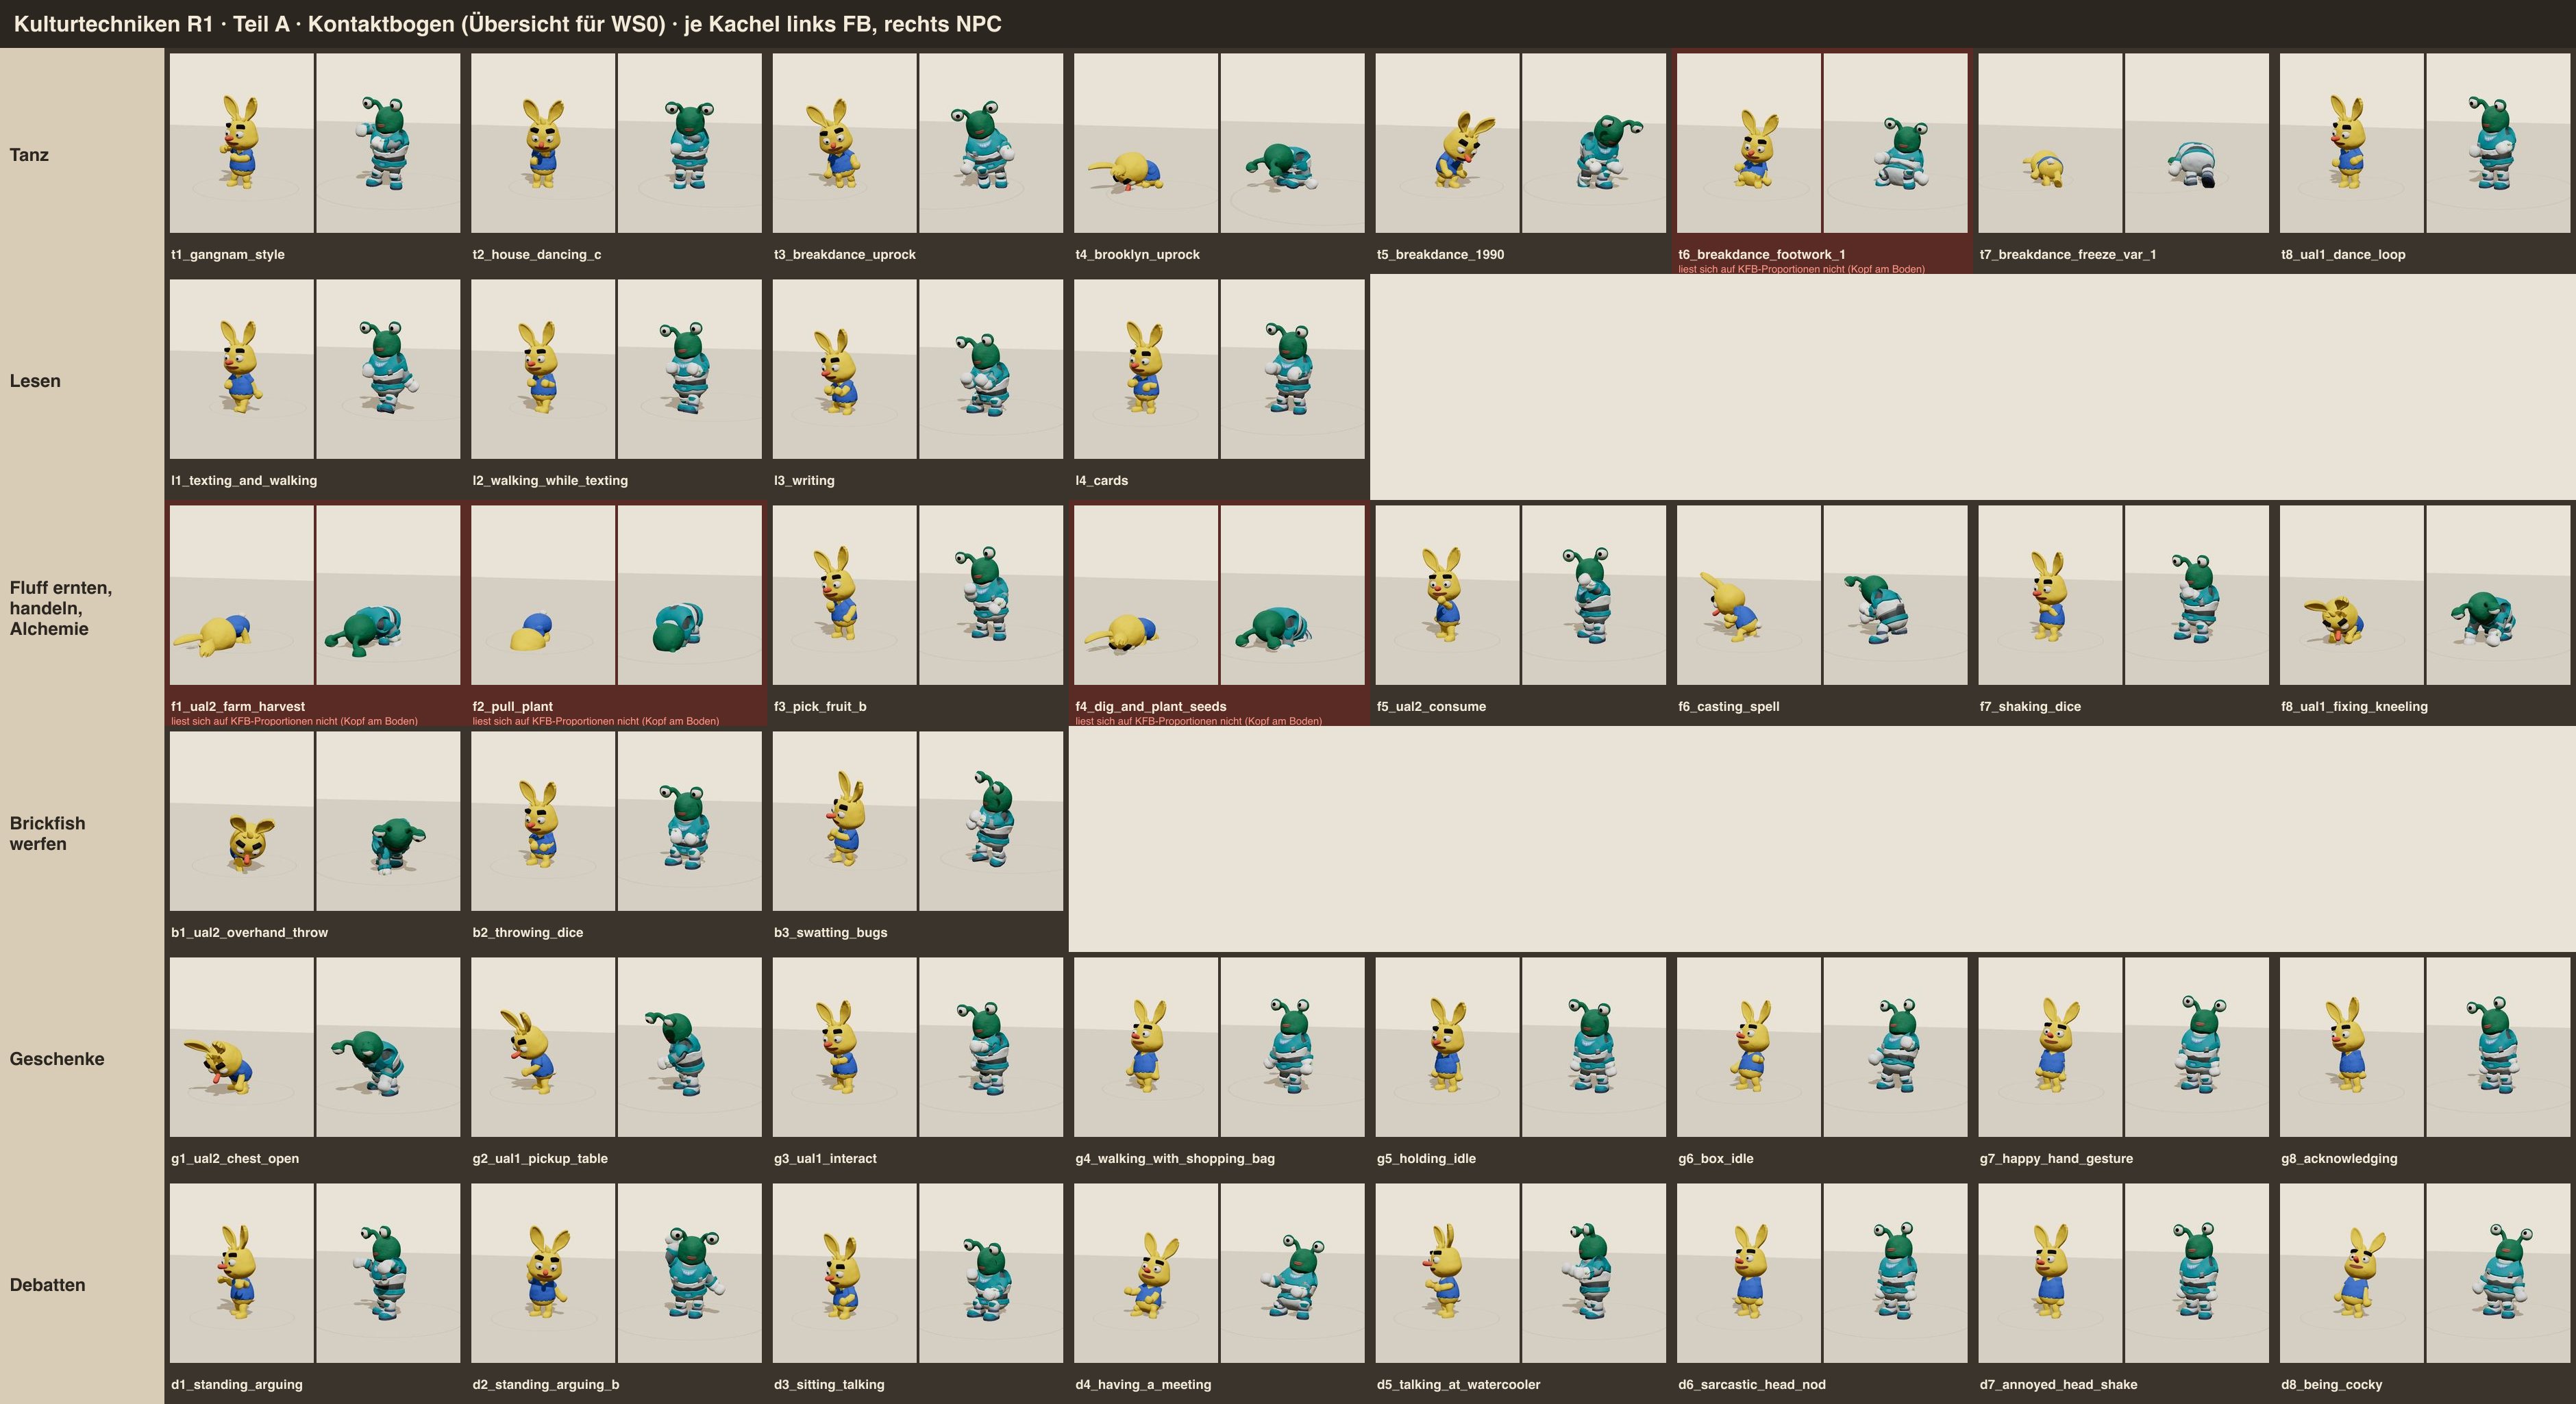 Kulturtechniken R1 · Teil A · Kontaktbogen (Übersicht für WS0) · je Kachel links FB, rechts NPC
Tanz
t1_gangnam_style
t2_house_dancing_c
t3_breakdance_uprock
t4_brooklyn_uprock
t5_breakdance_1990
t6_breakdance_footwork_1
liest sich auf KFB-Proportionen nicht (Kopf am Boden)
t7_breakdance_freeze_var_1
t8_ual1_dance_loop
Lesen
l1_texting_and_walking
l2_walking_while_texting
l3_writing
l4_cards
Fluff ernten,
handeln,
Alchemie
f1_ual2_farm_harvest
liest sich auf KFB-Proportionen nicht (Kopf am Boden)
f2_pull_plant
liest sich auf KFB-Proportionen nicht (Kopf am Boden)
f3_pick_fruit_b
f4_dig_and_plant_seeds
liest sich auf KFB-Proportionen nicht (Kopf am Boden)
f5_ual2_consume
f6_casting_spell
f7_shaking_dice
f8_ual1_fixing_kneeling
Brickfish
werfen
b1_ual2_overhand_throw
b2_throwing_dice
b3_swatting_bugs
Geschenke
g1_ual2_chest_open
g2_ual1_pickup_table
g3_ual1_interact
g4_walking_with_shopping_bag
g5_holding_idle
g6_box_idle
g7_happy_hand_gesture
g8_acknowledging
Debatten
d1_standing_arguing
d2_standing_arguing_b
d3_sitting_talking
d4_having_a_meeting
d5_talking_at_watercooler
d6_sarcastic_head_nod
d7_annoyed_head_shake
d8_being_cocky